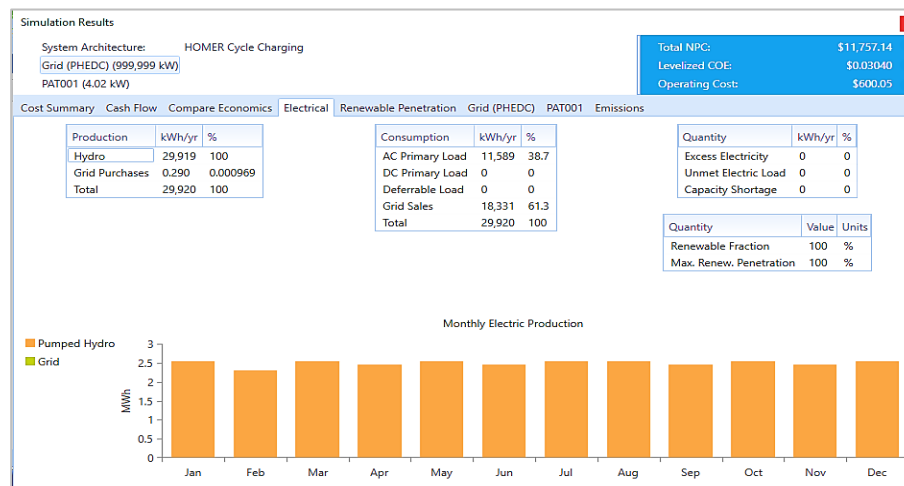 Simulation Results
System Architecture: HOMER Cycle Charging
Grid (PHEDC) (999,999 kW)
PAT001 (4.02 kW)
Total NPC: $11,757.14
Levelized COE: $0.03040
Operating Cost: $600.05
Cost Summary Cash Flow Compare Economics Electrical Renewable Penetration Grid (PHEDC) PAT001 Emissions
Production kWh/yr %
Hydro 29,919 100
Grid Purchases 0.290 0.000969
Total 29,920 100
Consumption kWh/yr %
AC Primary Load 11,589 38.7
DC Primary Load 0 0
Deferrable Load 0 0
Grid Sales 18,331 61.3
Total 29,920 100
Quantity kWh/yr %
Excess Electricity 0 0
Unmet Electric Load 0 0
Capacity Shortage 0 0
Quantity Value Units
Renewable Fraction 100 %
Max. Renew. Penetration 100 %
Monthly Electric Production
Pumped Hydro
Grid
MWh
3
2.5
2
1.5
1
0.5
0
Jan Feb Mar Apr May Jun Jul Aug Sep Oct Nov Dec